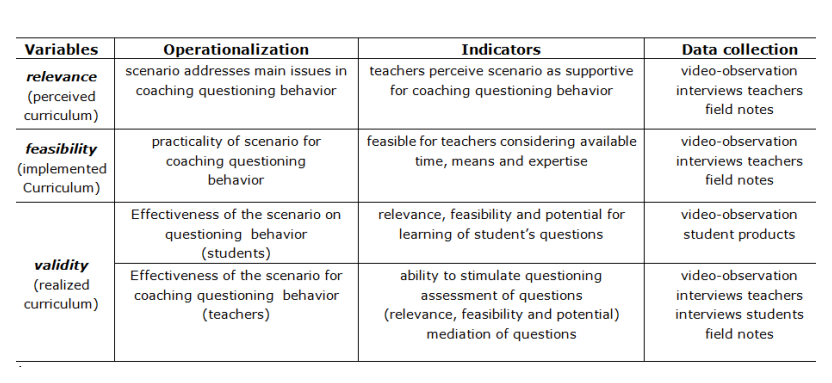 Variables Operationalization Indicators Data collection
relevance
(perceived
curriculum)
scenario addresses main issues in
coaching questioning behavior
teachers perceive scenario as supportive
for coaching questioning behavior
video-observation
interviews teachers
field notes
feasibility
(implemented
Curriculum)
practicality of scenario for
coaching questioning
behavior
feasible for teachers considering available
time, means and expertise
video-observation
interviews teachers
field notes
validity
(realized
curriculum)
Effectiveness of the scenario on
questioning behavior
(students)
relevance, feasibility and potential for
learning of student's questions
video-observation
student products
Effectiveness of the scenario for
coaching questioning behavior
(teachers)
ability to stimulate questioning
assessment of questions
(relevance, feasibility and potential)
mediation of questions
video-observation
interviews teachers
interviews students
field notes